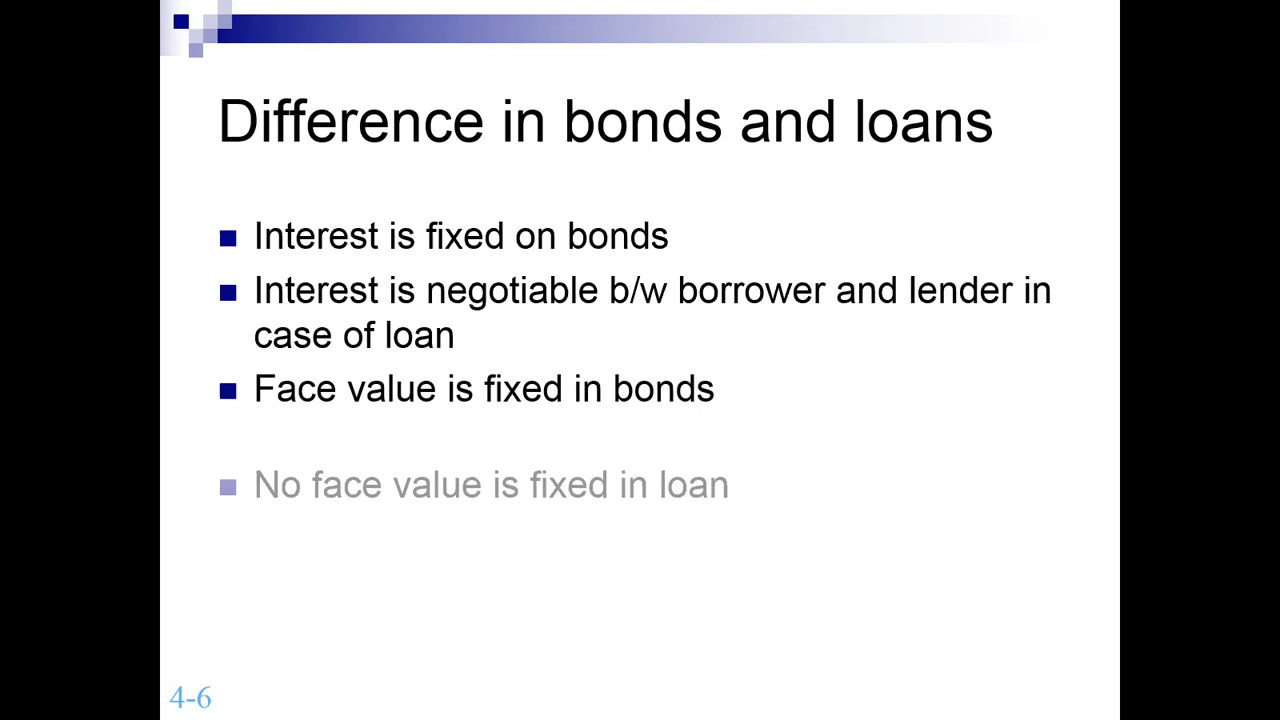 Difference in bonds and loans
Interest is fixed on bonds
Interest is negotiable b/w borrower and lender in
case of loan
Face value is fixed in bonds
No face value is fixed in loan
4-6